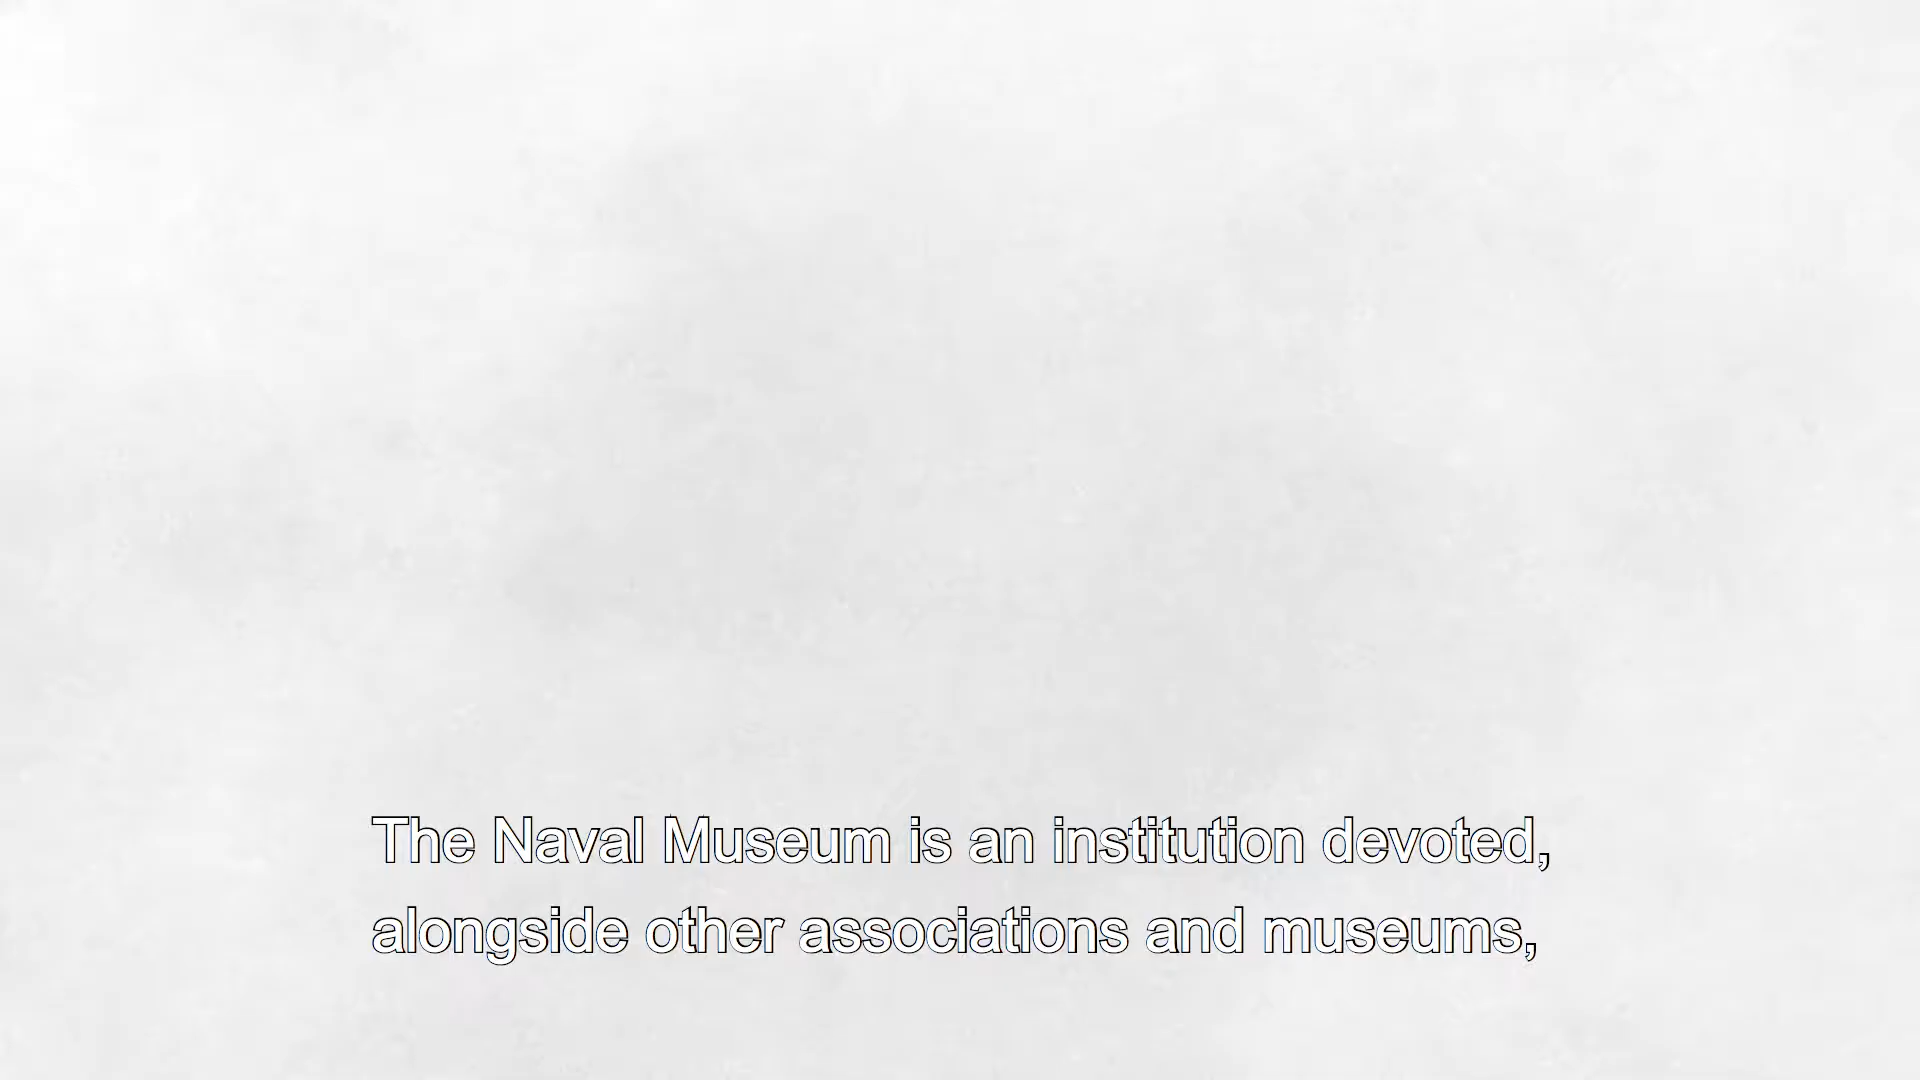 The Naval Museum is an institution devoted,
alongside other associations and museums,